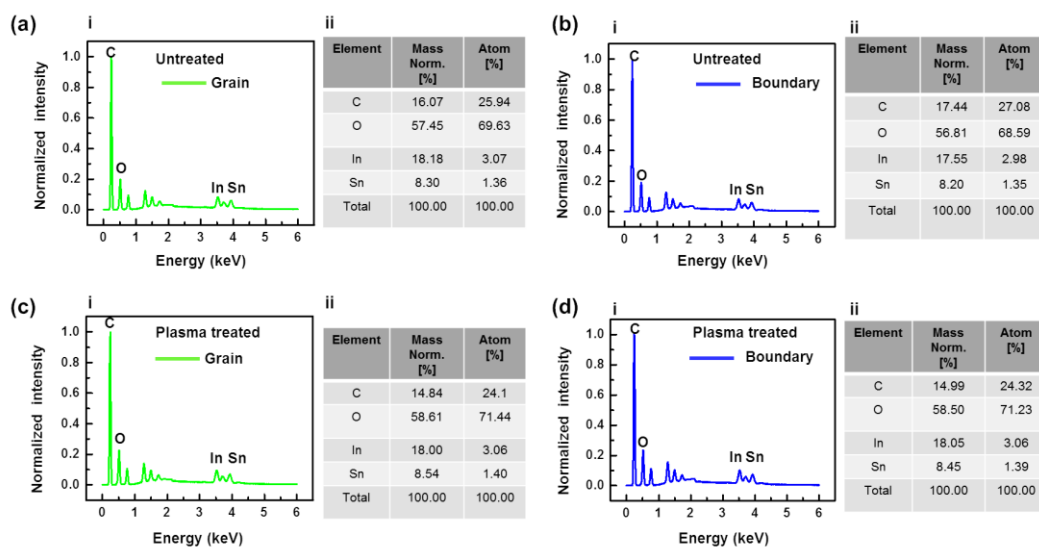 (a)
i
Normalized intensity
1.0
0.8
0.6
0.4
0.2
0.0
C
O
In Sn
Untreated
Grain
0 1 2 3 4 5 6
Energy (keV)
ii
Element Mass Norm. [%] Atom [%]
C 16.07 25.94
O 57.45 69.63
In 18.18 3.07
Sn 8.30 1.36
Total 100.00 100.00
(b)
i
Normalized intensity
1.0
0.8
0.6
0.4
0.2
0.0
C
O
In Sn
Untreated
Boundary
0 1 2 3 4 5 6
Energy (keV)
ii
Element Mass Norm. [%] Atom [%]
C 17.44 27.08
O 56.81 68.59
In 17.55 2.98
Sn 8.20 1.35
Total 100.00 100.00
(c)
i
Normalized intensity
1.0
0.8
0.6
0.4
0.2
0.0
C
O
In Sn
Plasma treated
Grain
0 1 2 3 4 5 6
Energy (keV)
ii
Element Mass Norm. [%] Atom [%]
C 14.84 24.1
O 58.61 71.44
In 18.00 3.06
Sn 8.54 1.40
Total 100.00 100.00
(d)
i
Normalized intensity
1.0
0.8
0.6
0.4
0.2
0.0
C
O
In Sn
Plasma treated
Boundary
0 1 2 3 4 5 6
Energy (keV)
ii
Element Mass Norm. [%] Atom [%]
C 14.99 24.32
O 58.50 71.23
In 18.05 3.06
Sn 8.45 1.39
Total 100.00 100.00